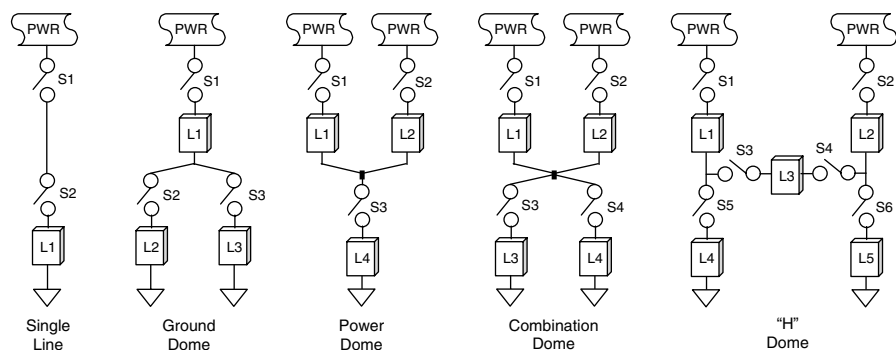 PWR
S1
S2
L1
Single
Line
PWR
S1
L1
S2
S3
L2
L3
Ground
Dome
PWR
PWR
S1
S2
L1
L2
S3
L4
Power
Dome
PWR
PWR
S1
S2
L1
L2
S3
S4
L3
L4
Combination
Dome
PWR
PWR
S1
S2
L1
L2
S3
S4
L3
S5
S6
L4
L5
“H”
Dome